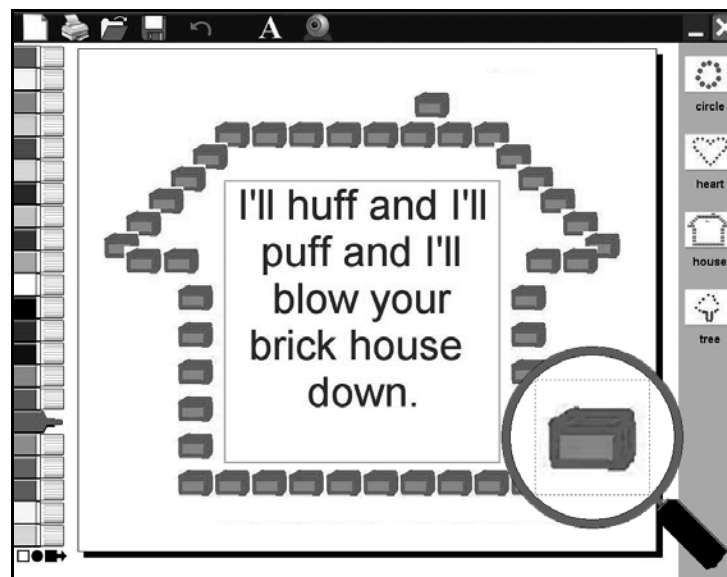 A
circle
heart
house
tree
I'll huff and I'll
puff and I'll
blow your
brick house
down.